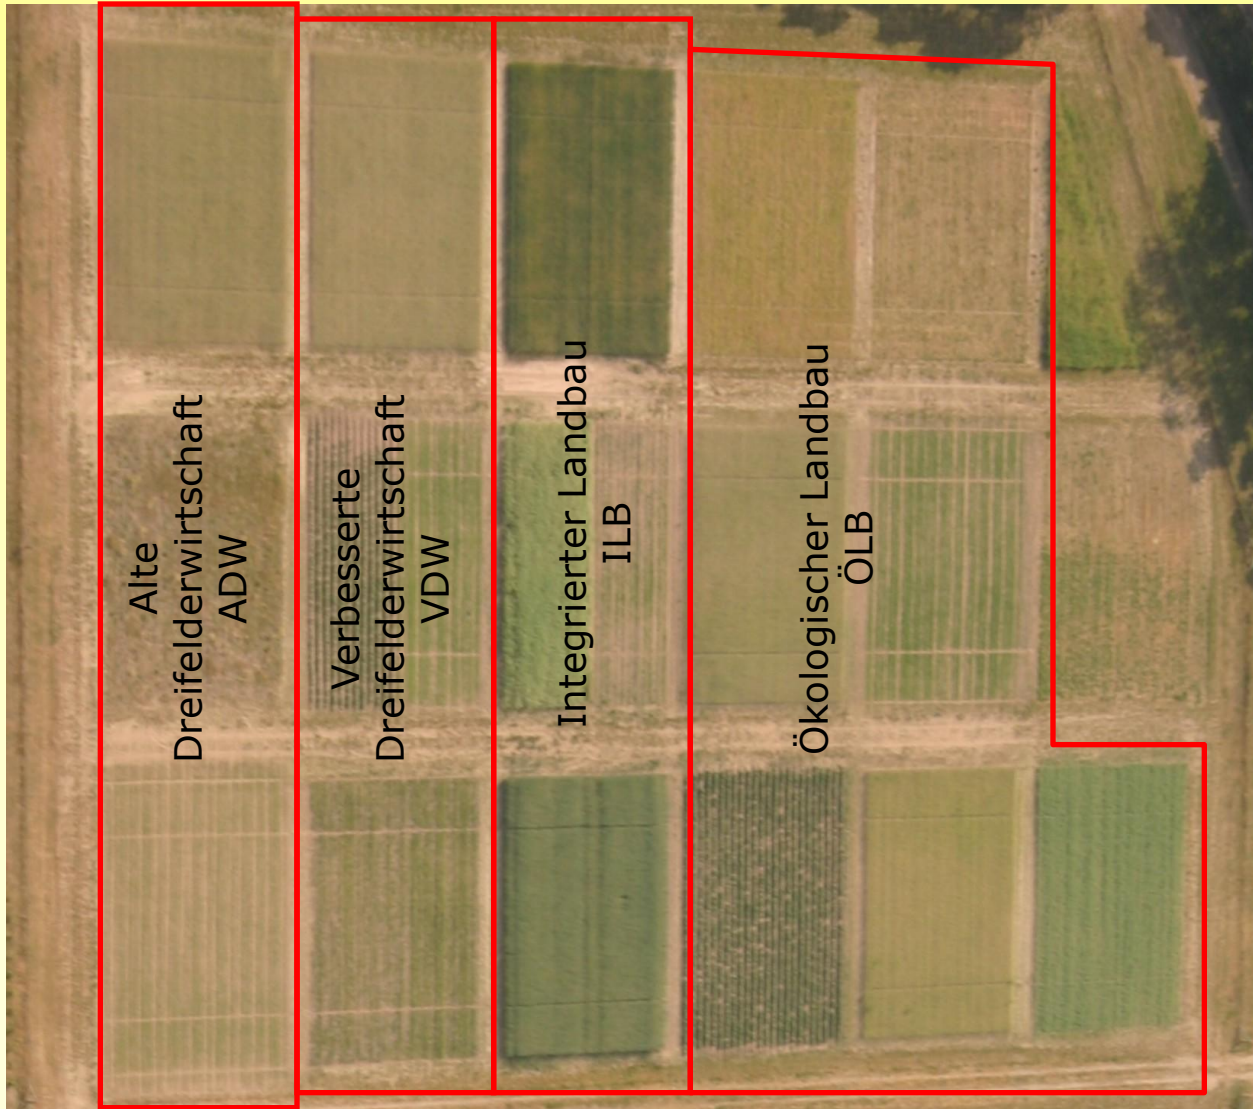 Alte
Dreifelderwirtschaft
ADW
Verbesserte
Dreifelderwirtschaft
VDW
Integrierter Landbau
ILB
Ökologischer Landbau
ÖLB